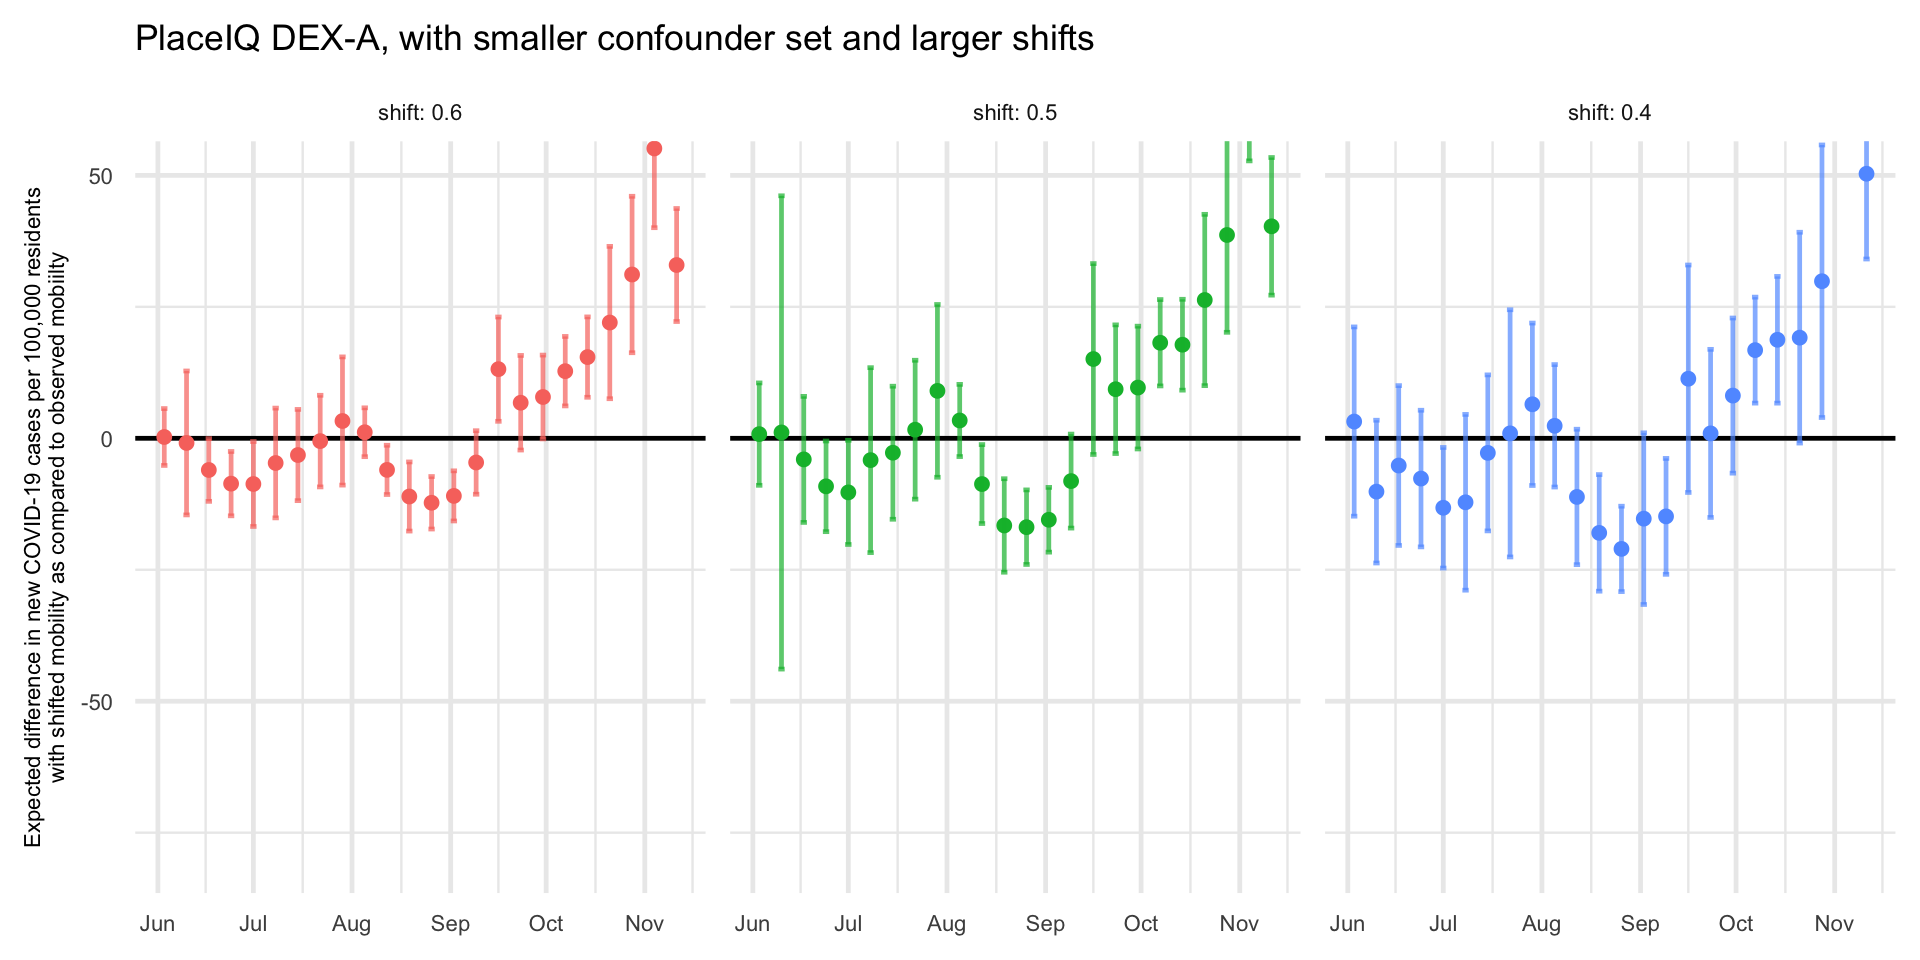 PlaceIQ DEX-A, with smaller confounder set and larger shifts
shift: 0.6
shift: 0.5
shift: 0.4
Expected difference in new COVID-19 cases per 100,000 residents
with shifted mobility as compared to observed mobility
50
0
-50
Jun Jul Aug Sep Oct Nov
Jun Jul Aug Sep Oct Nov
Jun Jul Aug Sep Oct Nov